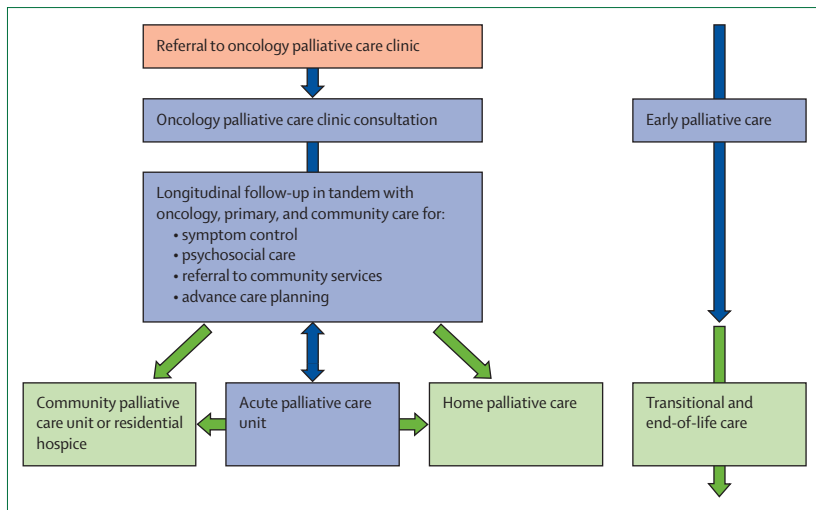 Referral to oncology palliative care clinic
Oncology palliative care clinic consultation
Early palliative care
Longitudinal follow-up in tandem with
oncology, primary, and community care for:
• symptom control
• psychosocial care
• referral to community services
• advance care planning
Community palliative
care unit or residential
hospice
Acute palliative care
unit
Home palliative care
Transitional and
end-of-life care